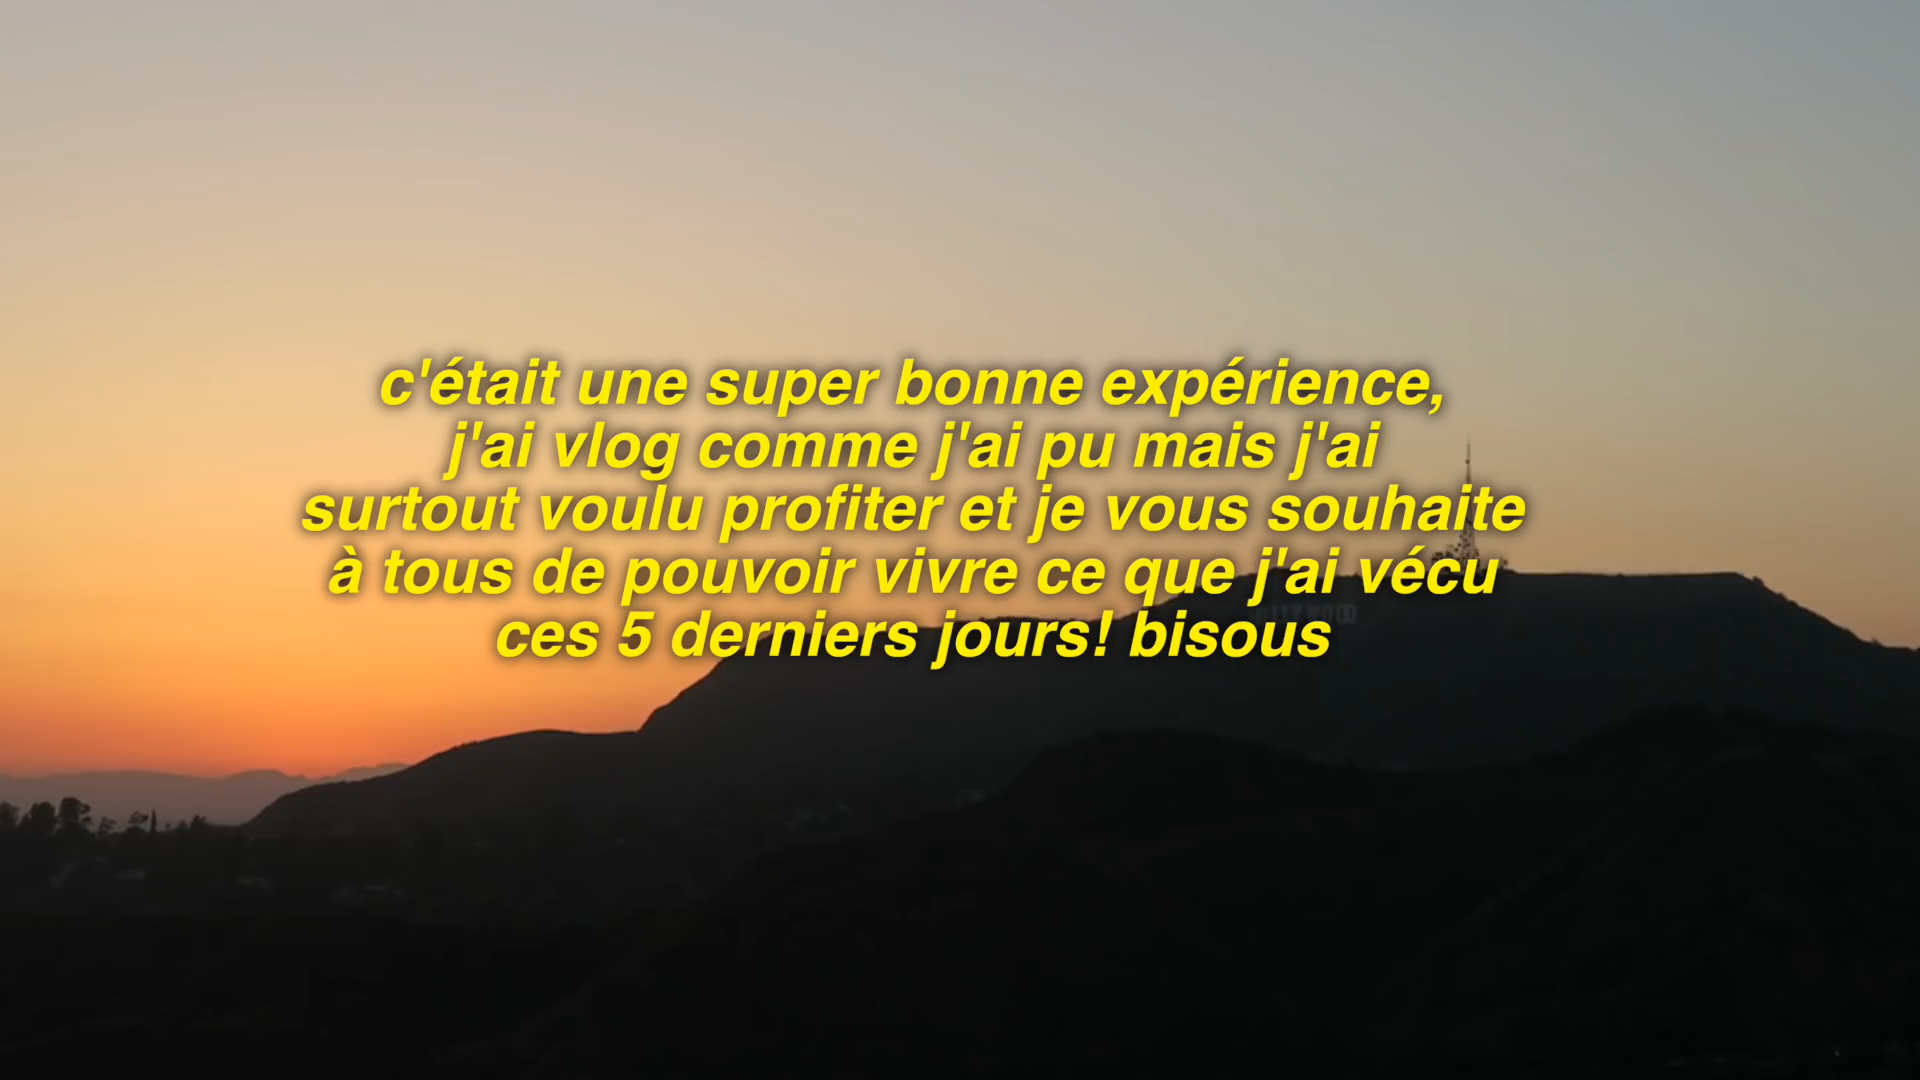 c'était une super bonne expérience,
j'ai vlog comme j'ai pu mais j'ai
surtout voulu profiter et je vous souhaite
à tous de pouvoir vivre ce que j'ai vécu
ces 5 derniers jours! bisous